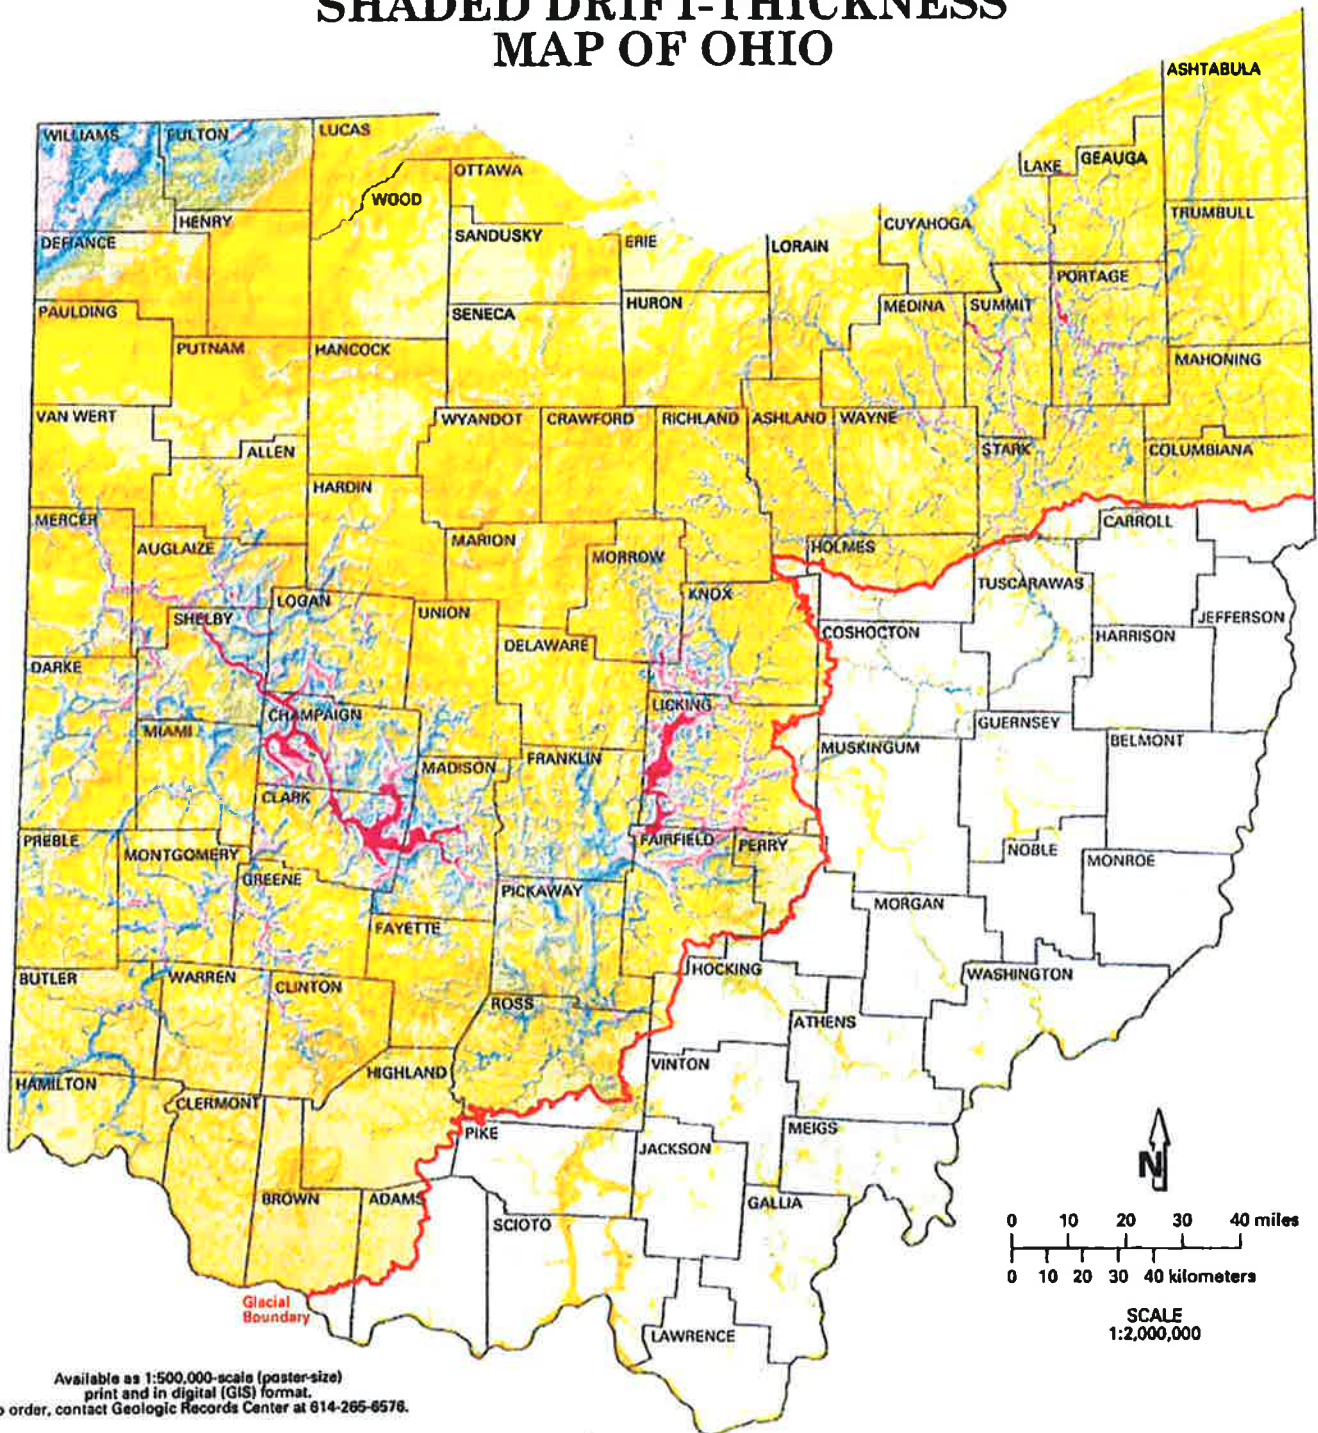 SHADED DRIFT-THICKNESS
MAP OF OHIO
ASHTABULA
WILLIAMS
FULTON
LUCAS
LAKE
GEAUGA
OTTAWA
WOOD
HENRY
TRUMBULL
CUYAHOGA
SANDUSKY
ERIE
LORAIN
DEFIANCE
PORTAGE
PAULDING
SENECA
HURON
MEDINA
SUMMIT
PUTNAM
HANCOCK
MAHONING
VAN WERT
WYANDOT
CRAWFORD
RICHLAND
ASHLAND
WAYNE
ALLEN
STARK
COLUMBIANA
HARDIN
MERCER
CARROLL
AUGLAIZE
MARION
MORROW
HOLMES
TUSCARAWAS
LOGAN
KNOX
UNION
SHELBY
JEFFERSON
DELAWARE
COSHOCTON
HARRISON
DARKE
LICKING
CHAMPAIGN
GUERNSEY
MIAMI
MUSKINGUM
BELMONT
FRANKLIN
MADISON
CLARK
PREBLE
FAIRFIELD
PERRY
NOBLE
MONTGOMERY
MONROE
GREENE
PICKAWAY
MORGAN
FAYETTE
HOCKING
WASHINGTON
BUTLER
WARREN
CLINTON
ROSS
ATHENS
VINTON
HIGHLAND
HAMILTON
CLERMONT
PIKE
MEIGS
JACKSON
N
BROWN
ADAMS
GALLIA
SCIOTO
0 10 20 30 40 miles
0 10 20 30 40 kilometers
Glacial
Boundary
SCALE
1:2,000,000
LAWRENCE
Available as 1:500,000-scale (poster-size)
print and in digital (GIS) format.
o order, contact Geologic Records Center at 614-265-6576.